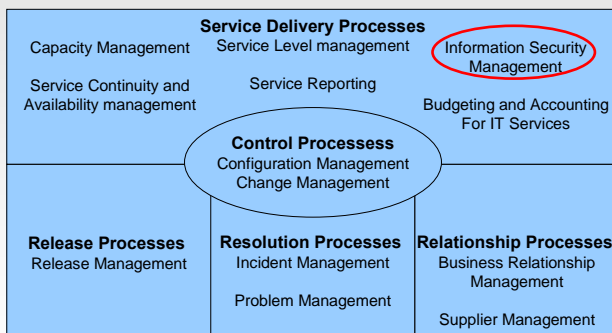 Service Delivery Processes
Capacity Management
Service Level management
Information Security
Management
Service Continuity and
Availability management
Service Reporting
Budgeting and Accounting
For IT Services
Control Processess
Configuration Management
Change Management
Release Processes
Release Management
Resolution Processes
Incident Management
Problem Management
Relationship Processes
Business Relationship
Management
Supplier Management